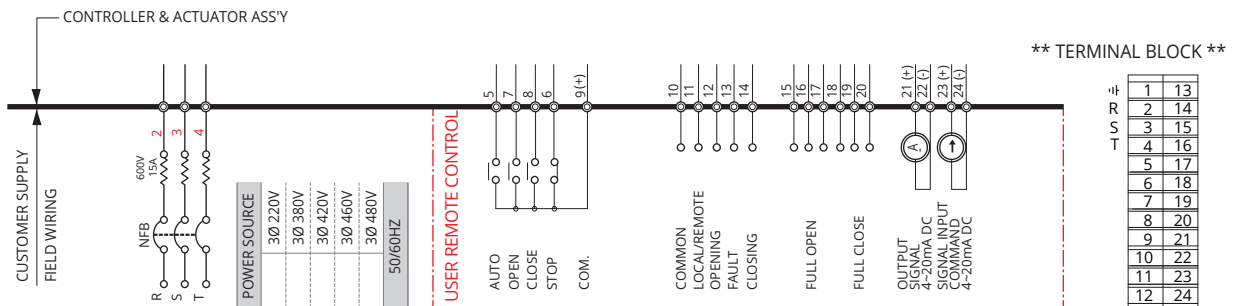 CONTROLLER & ACTUATOR ASS'Y
** TERMINAL BLOCK **
CUSTOMER SUPPLY
FIELD WIRING
2
3
4
600V
15A
NFB
R
S
T
POWER SOURCE
3Ø 220V
3Ø 380V
3Ø 420V
3Ø 460V
3Ø 480V
50/60HZ
USER REMOTE CONTROL
5
7
8
6
9(+)
AUTO
OPEN
CLOSE
STOP
COM.
10
11
12
13
14
COMMON
LOCAL/REMOTE
OPENING
FAULT
CLOSING
15
16
17
18
19
20
FULL OPEN
FULL CLOSE
21 (+)
22 (-)
23 (+)
24 (-)
A
OUTPUT
SIGNAL
4~20mA DC
SIGNAL INPUT
COMMAND
4~20mA DC
1 13
R 2 14
S 3 15
T 4 16
5 17
6 18
7 19
8 20
9 21
10 22
11 23
12 24